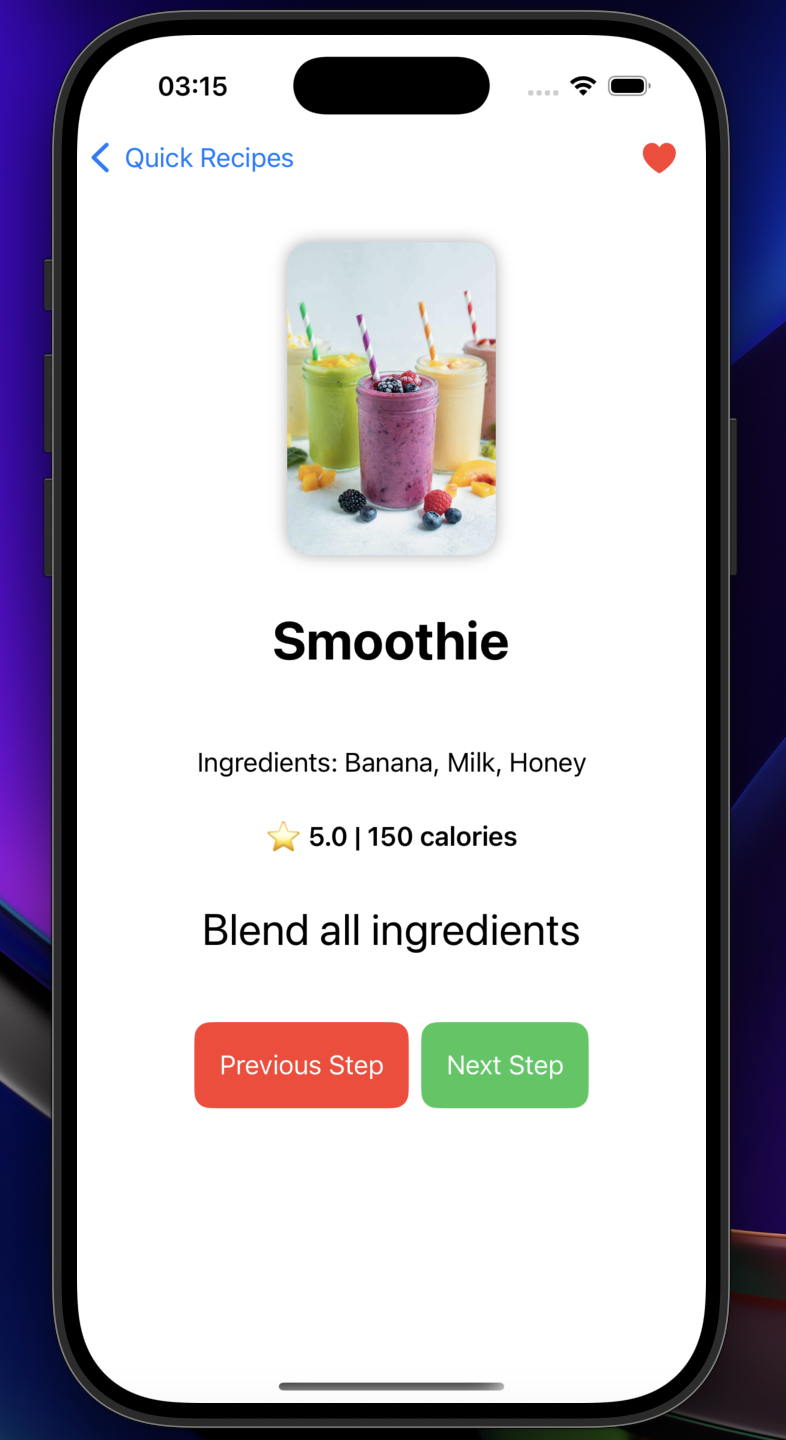 03:15
Quick Recipes
Smoothie
Ingredients: Banana, Milk, Honey
⭐ 5.0 | 150 calories
Blend all ingredients
Previous Step
Next Step